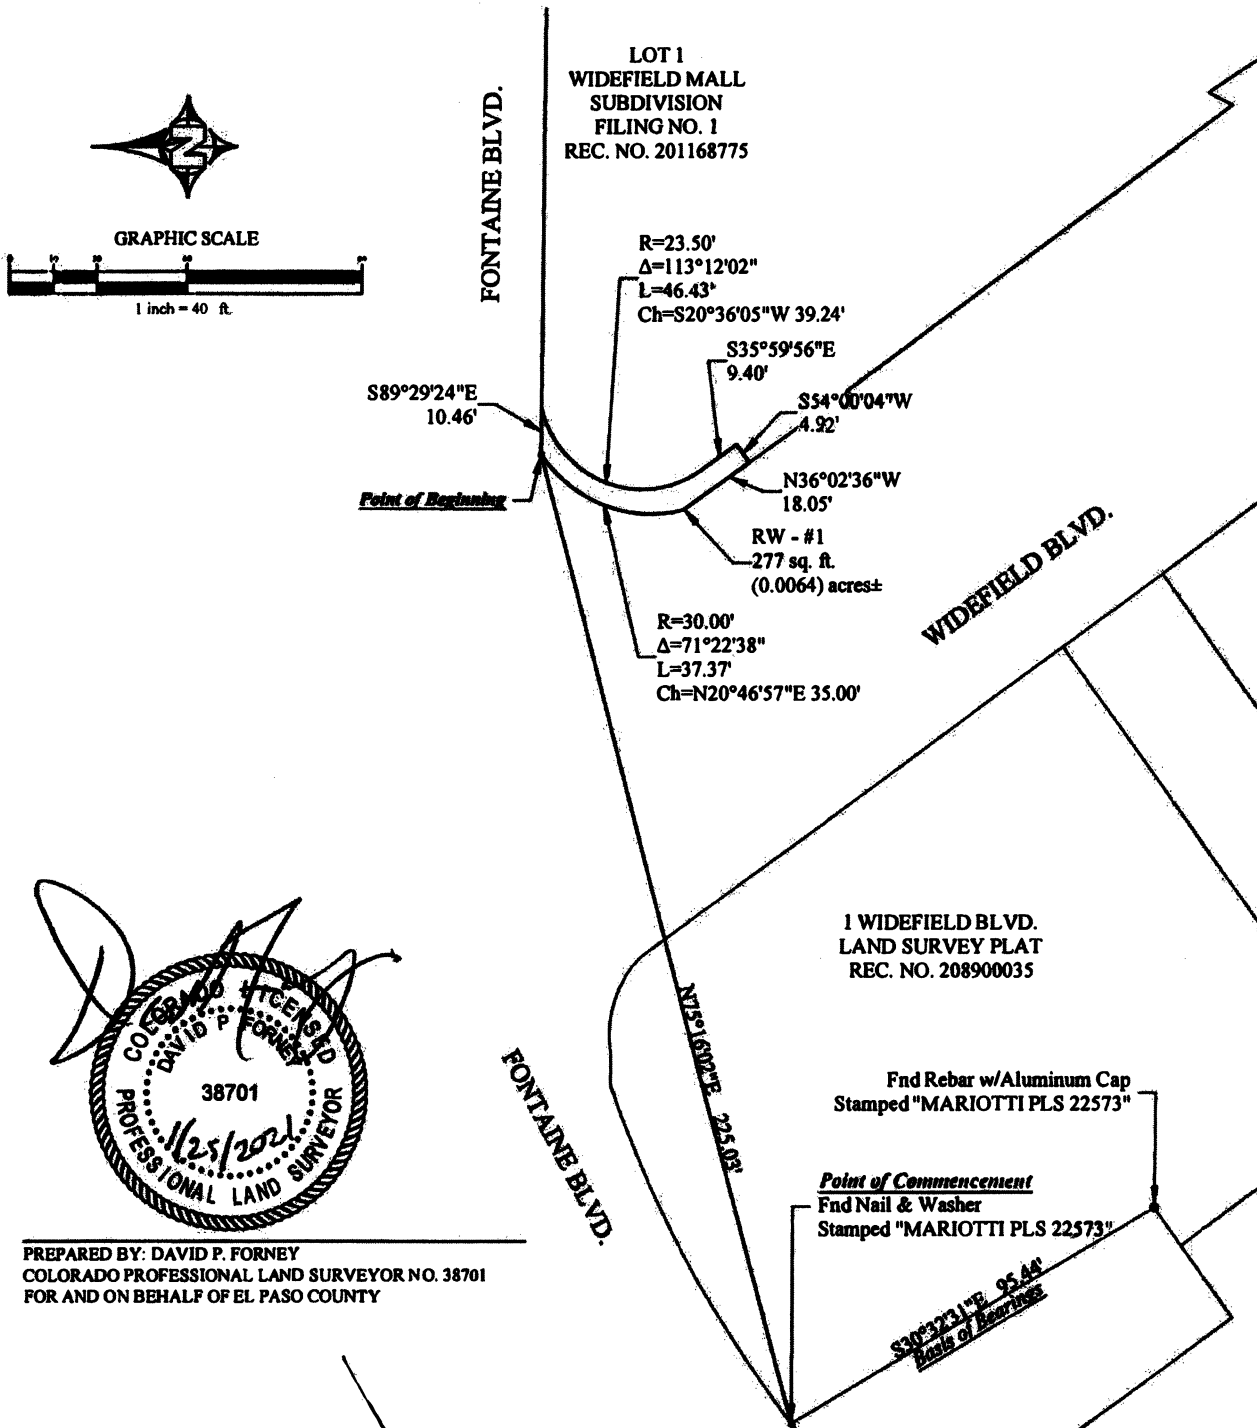 LOT 1
WIDEFIELD MALL
SUBDIVISION
FILING NO. 1
REC. NO. 201168775
FONTAINE BLVD.
N
GRAPHIC SCALE
1 inch = 40 ft.
R=23.50'
Δ=113°12'02"
L=46.43'
Ch=S20°36'05"W 39.24'
S35°59'56"E
9.40'
S89°29'24"E
10.46'
S54°00'04"W
4.92'
Point of Beginning
N36°02'36"W
18.05'
RW - #1
277 sq. ft.
(0.0064) acres±
WIDEFIELD BLVD.
R=30.00'
Δ=71°22'38"
L=37.37'
Ch=N20°46'57"E 35.00'
1 WIDEFIELD BLVD.
LAND SURVEY PLAT
REC. NO. 208900035
N75°16'02"E 225.03'
COLORADO LICENSED
DAVID P FORNEY
38701
1/25/2021
PROFESSIONAL LAND SURVEYOR
FONTAINE BLVD.
Fnd Rebar w/Aluminum Cap
Stamped "MARIOTTI PLS 22573"
Point of Commencement
Fnd Nail & Washer
Stamped "MARIOTTI PLS 22573"
S30°32'31"E 95.44'
Basis of Bearings
PREPARED BY: DAVID P. FORNEY
COLORADO PROFESSIONAL LAND SURVEYOR NO. 38701
FOR AND ON BEHALF OF EL PASO COUNTY